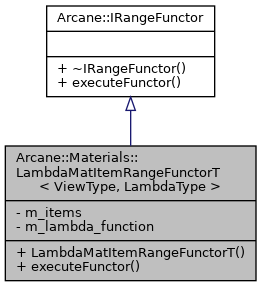 Arcane::IRangeFunctor
+ ~IRangeFunctor()
+ executeFunctor()
Arcane::Materials::
LambdaMatItemRangeFunctorT
< ViewType, LambdaType >
- m_items
- m_lambda_function
+ LambdaMatItemRangeFunctorT()
+ executeFunctor()